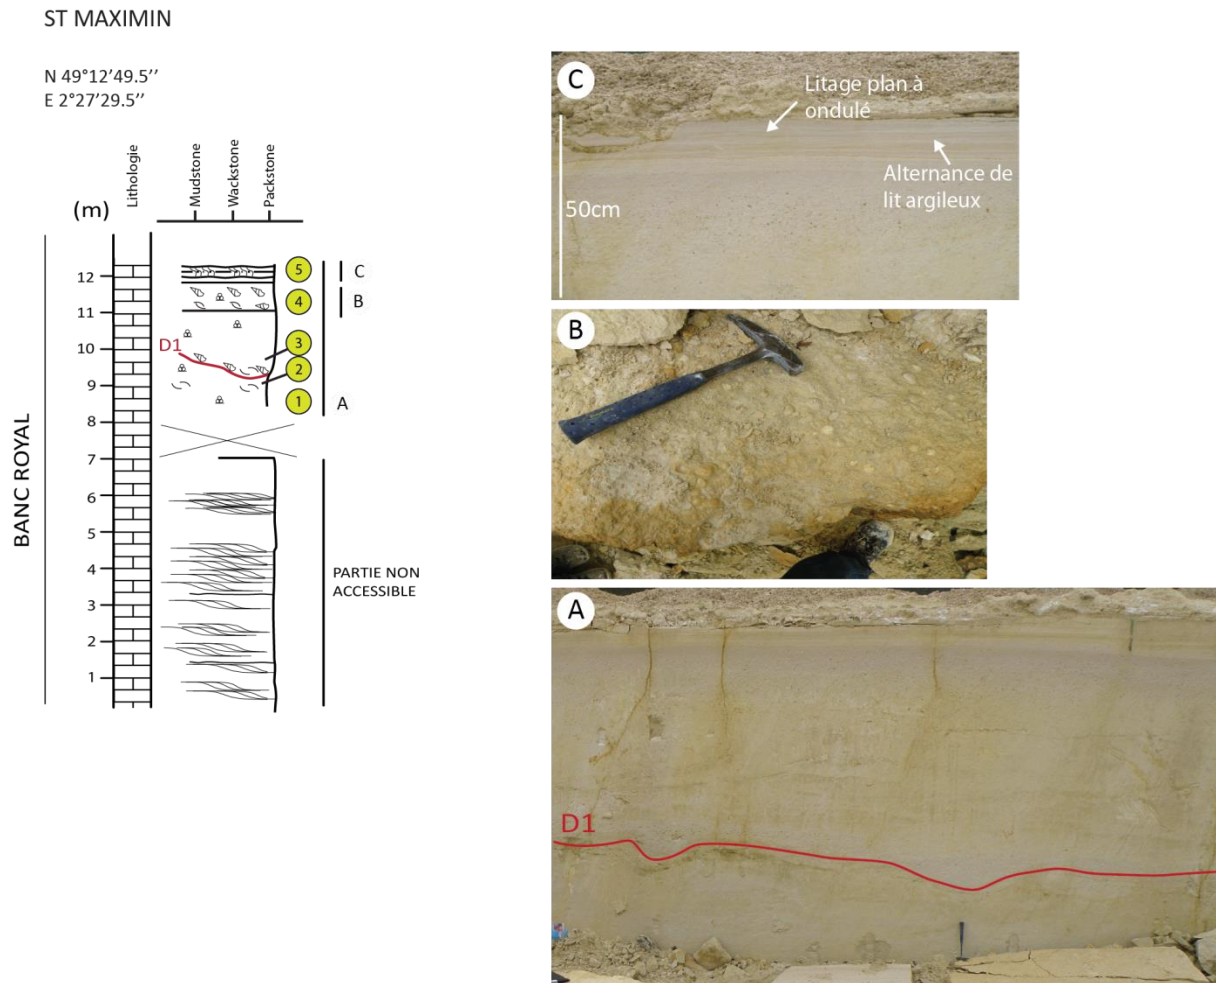 ST MAXIMIN
N 49°12’49.5’’
E 2°27’29.5’’
Lithologie
Mudstone
Wackstone
Packstone
(m)
BANC ROYAL
12
11
10
9
8
7
6
5
4
3
2
1
D1
5
4
3
2
1
C
B
A
PARTIE NON
ACCESSIBLE
C
Litage plan à
ondulé
Alternance de
lit argileux
50cm
B
A
D1